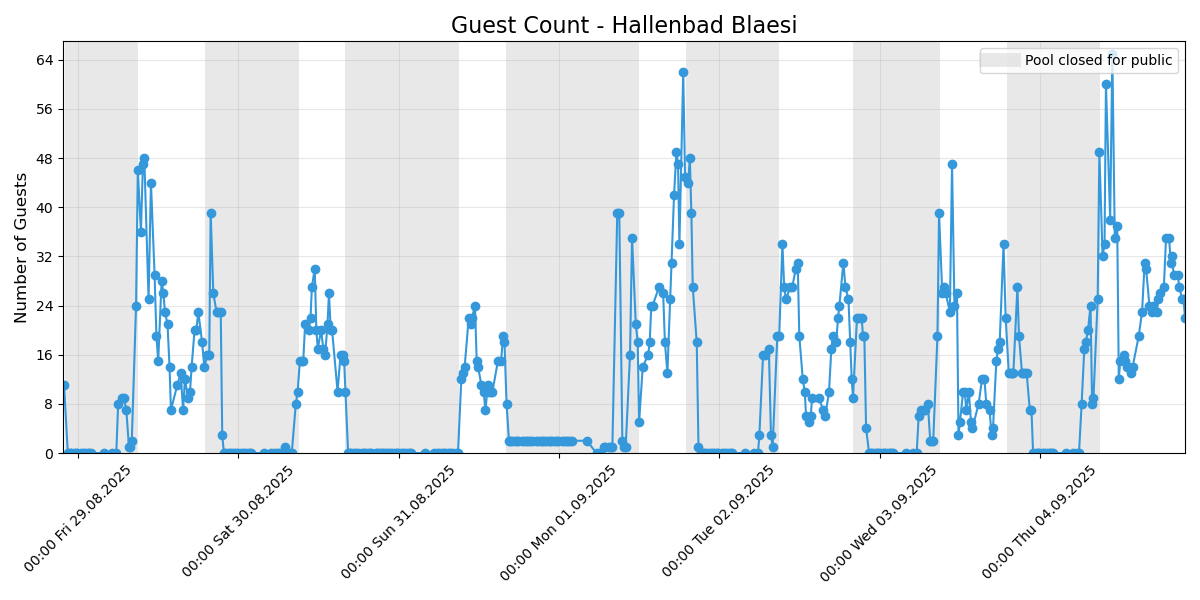 Guest Count - Hallenbad Blaesi
Pool closed for public
Number of Guests
64
56
48
40
32
24
16
8
0
00:00 Fri 29.08.2025
00:00 Sat 30.08.2025
00:00 Sun 31.08.2025
00:00 Mon 01.09.2025
00:00 Tue 02.09.2025
00:00 Wed 03.09.2025
00:00 Thu 04.09.2025